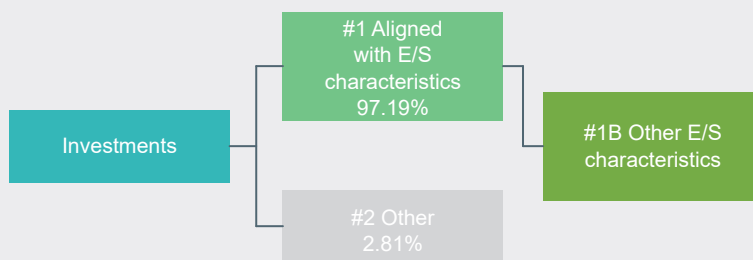 #1 Aligned
with E/S
characteristics
97.19%
Investments
#1B Other E/S
characteristics
#2 Other
2.81%